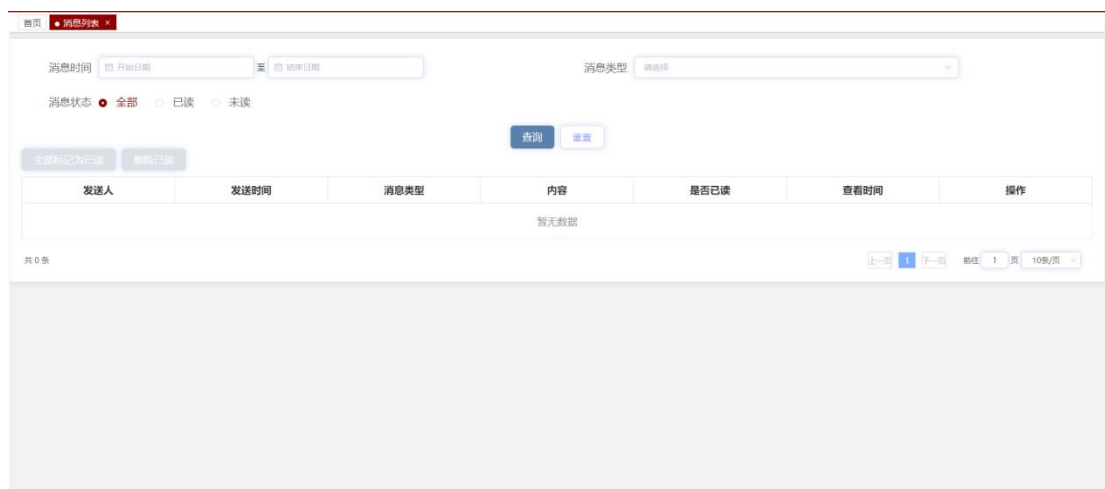 首页 消息列表 ×
消息时间 开始日期 至 结束日期 消息类型 请选择
消息状态 全部 已读 未读
查询 重置
全部标记为已读 删除已读
发送人 发送时间 消息类型 内容 是否已读 查看时间 操作
暂无数据
共 0 条 上一页 1 下一页 前往 1 页 10条/页